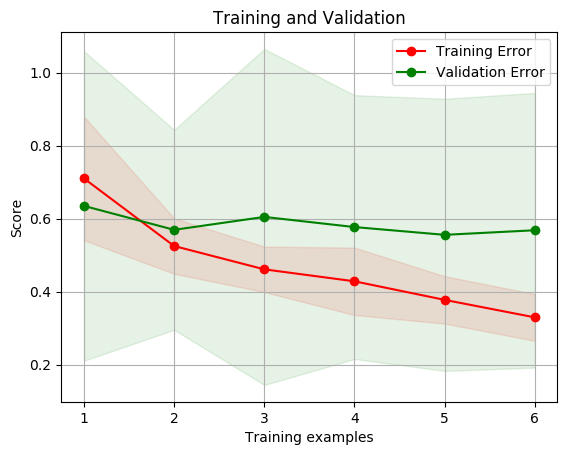 Training and Validation
Training Error
Validation Error
1.0
0.8
0.6
0.4
0.2
Score
1 2 3 4 5 6
Training examples